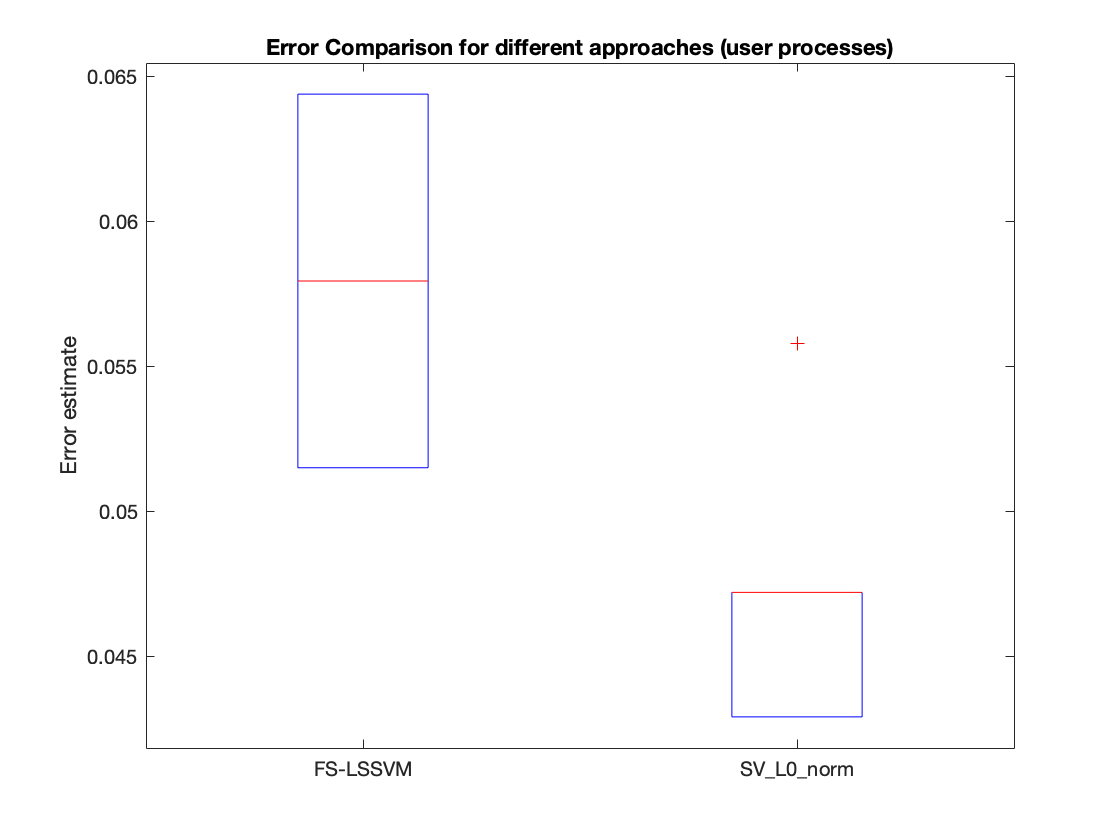 Error Comparison for different approaches (user processes)
0.065
0.06
0.055
0.05
0.045
Error estimate
FS-LSSVM
SV_L0_norm